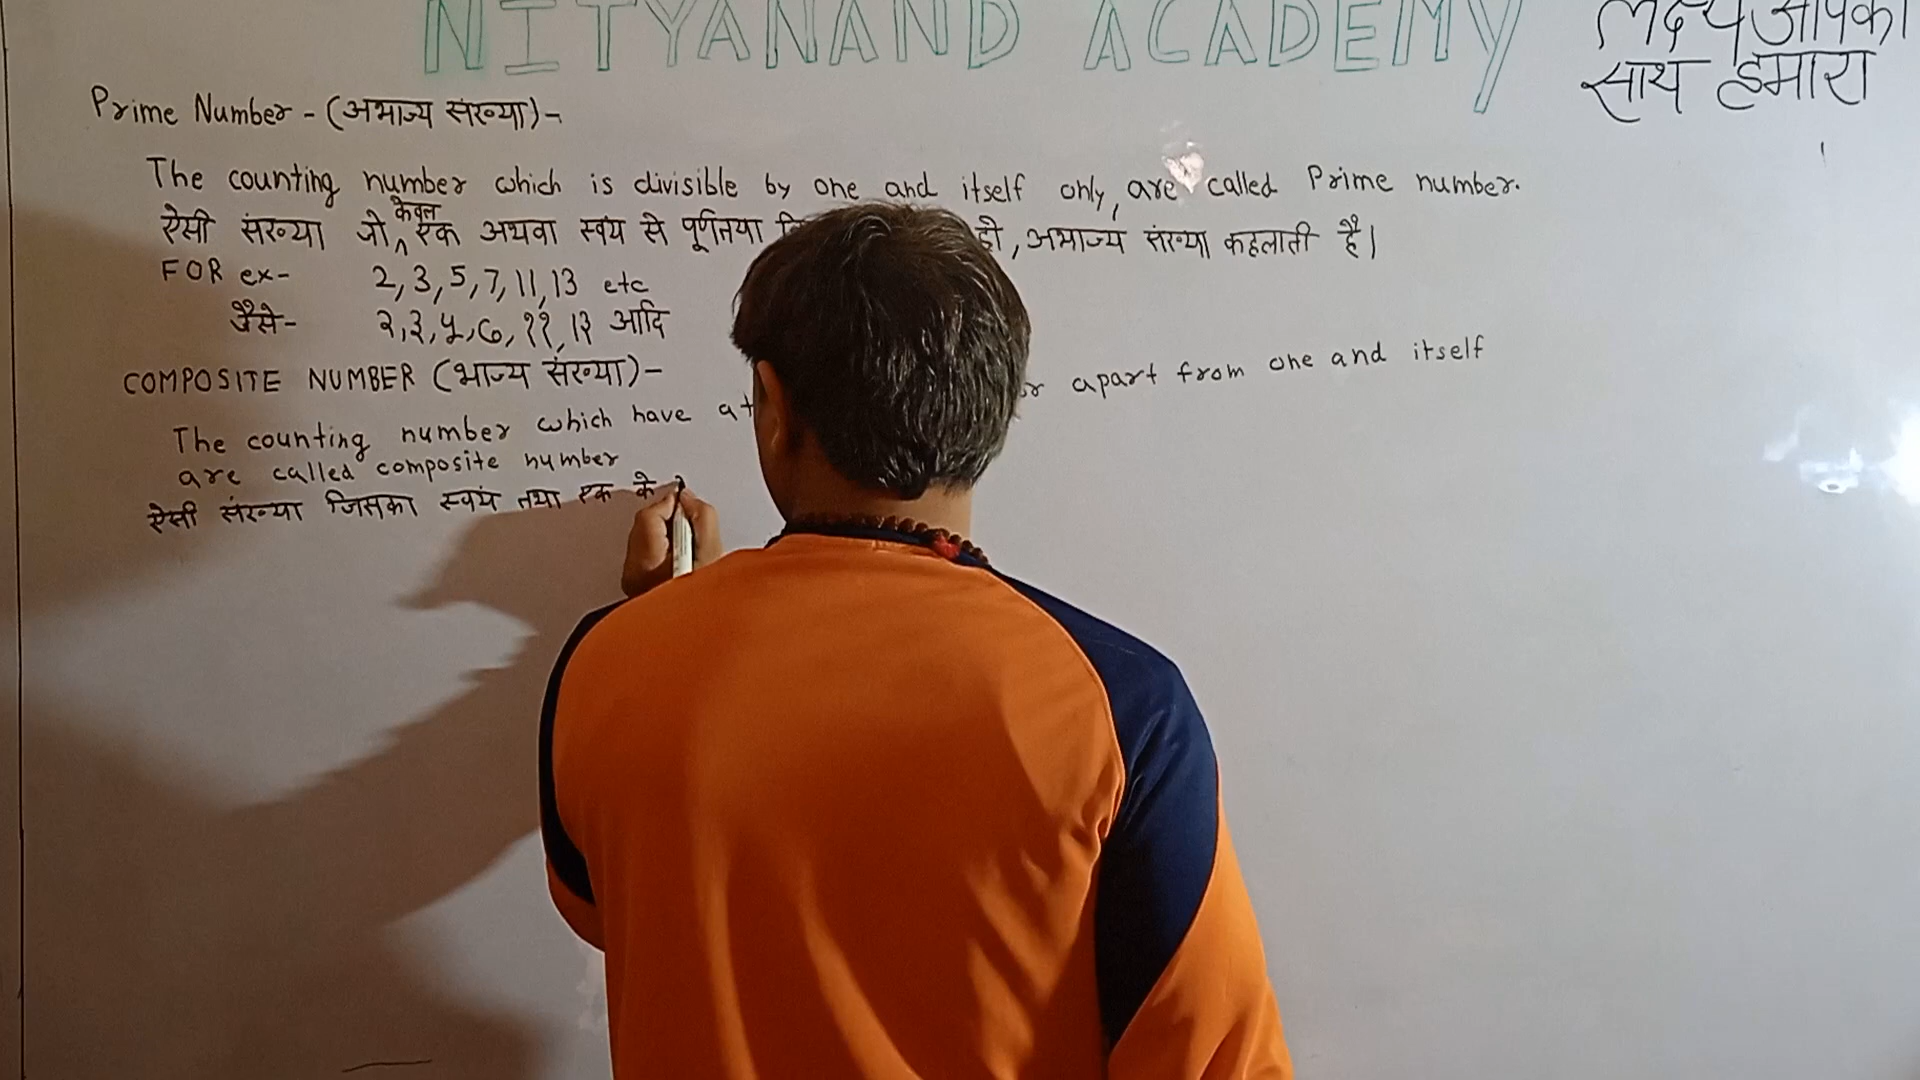 NITYANAND ACADEMY
लक्ष्य आपका
साथ हमारा
Prime Number - (अभाज्य संख्या)-
The counting number which is divisible by one and itself only, are called Prime number.
ऐसी संख्या जो केवल एक अथवा स्वयं से पूर्णतया हो, अभाज्य संख्या कहलाती है।
FOR ex- 2, 3, 5, 7, 11, 13 etc
जैसे- २, ३, ५, ७, ११, १३ आदि
COMPOSITE NUMBER (भाज्य संख्या)-
The counting number which have apart from one and itself
are called composite number
ऐसी संख्या जिसका स्वयं तथा एक के